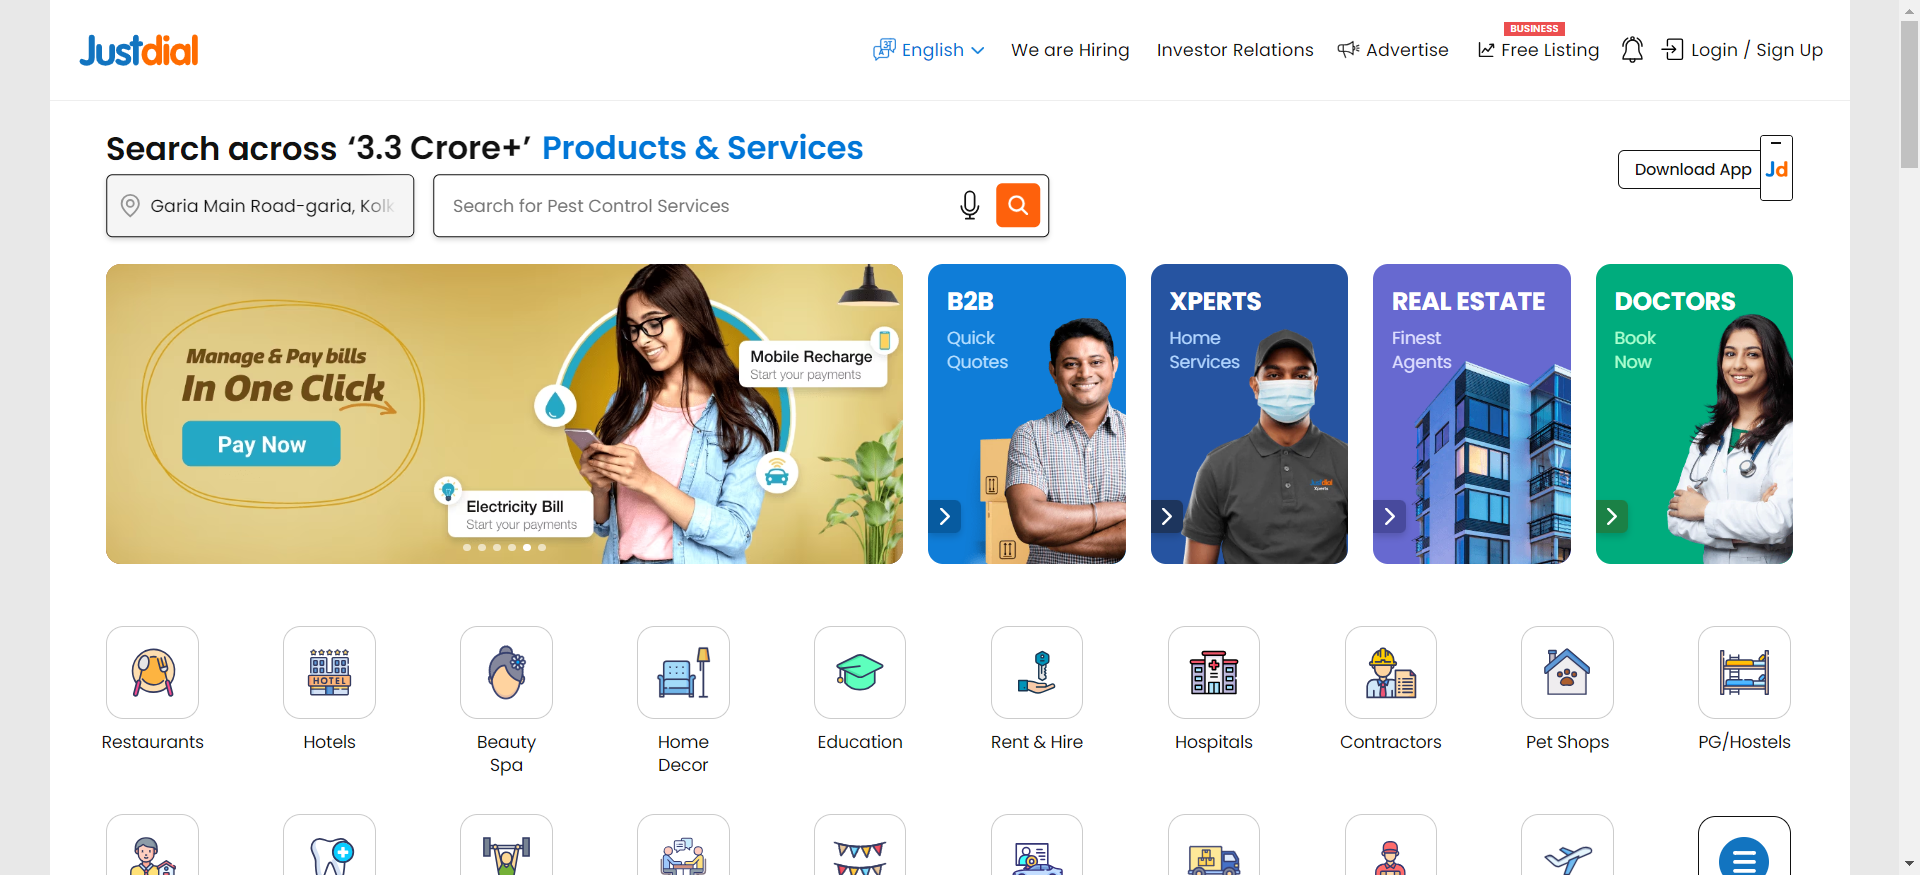 Justdial
English
We are Hiring
Investor Relations
Advertise
BUSINESS
Free Listing
Login / Sign Up
Search across ‘3.3 Crore+’ Products & Services
Download App
Jd
Garia Main Road-garia, Kolk
Search for Pest Control Services
Manage & Pay bills
In One Click
Pay Now
Mobile Recharge
Start your payments
Electricity Bill
Start your payments
B2B
Quick
Quotes
XPERTS
Home
Services
Justdial
Xperts
REAL ESTATE
Finest
Agents
DOCTORS
Book
Now
HOTEL
Restaurants
Hotels
Beauty
Spa
Home
Decor
Education
Rent & Hire
Hospitals
Contractors
Pet Shops
PG/Hostels